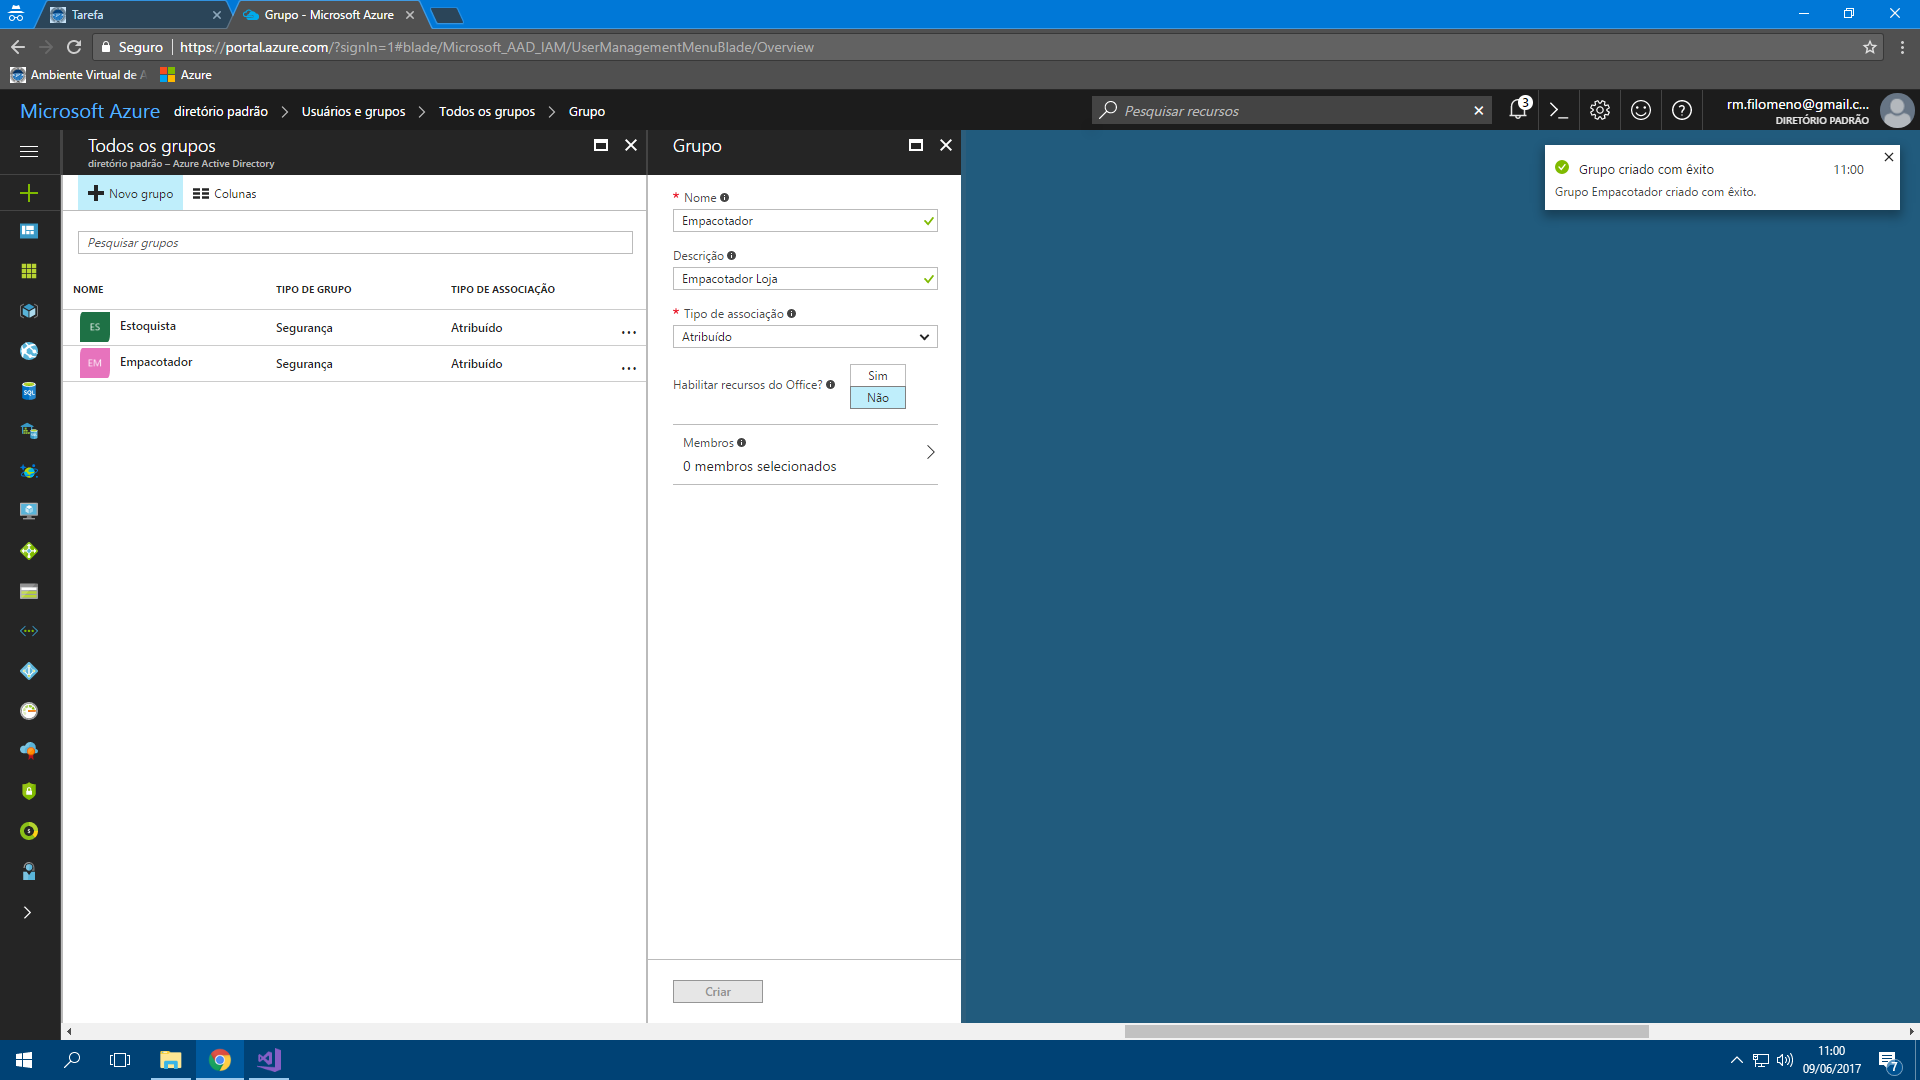 Tarefa
Grupo - Microsoft Azure
Seguro
https://portal.azure.com/?signIn=1#blade/Microsoft_AAD_IAM/UserManagementMenuBlade/Overview
Ambiente Virtual de A
Azure
Microsoft Azure
diretório padrão
Usuários e grupos
Todos os grupos
Grupo
Pesquisar recursos
3
rm.filomeno@gmail.c...
DIRETÓRIO PADRÃO
Todos os grupos
diretório padrão – Azure Active Directory
Novo grupo
Colunas
Pesquisar grupos
NOME TIPO DE GRUPO TIPO DE ASSOCIAÇÃO
ES Estoquista Segurança Atribuído ...
EM Empacotador Segurança Atribuído ...
Grupo
* Nome
Empacotador
Descrição
Empacotador Loja
* Tipo de associação
Atribuído
Habilitar recursos do Office?
Sim
Não
Membros
0 membros selecionados
Criar
Grupo criado com êxito 11:00
Grupo Empacotador criado com êxito.
SQL
11:00
09/06/2017
7